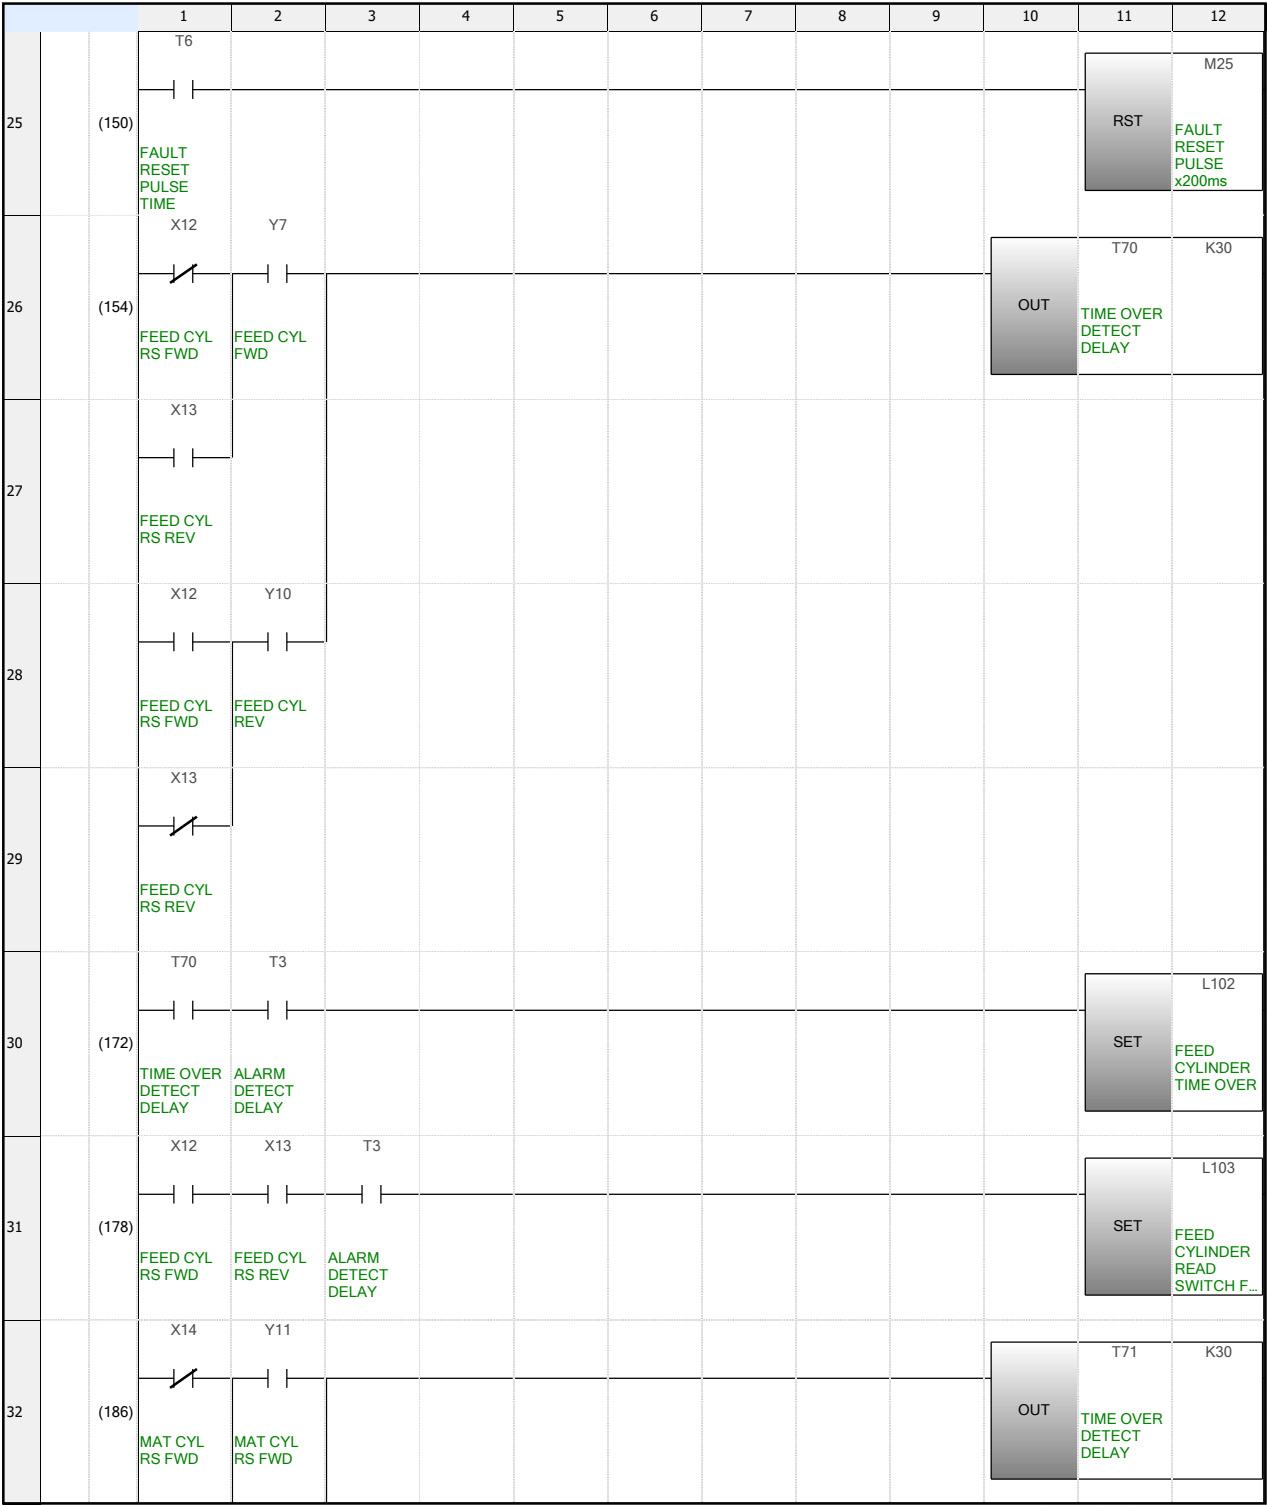 1 2 3 4 5 6 7 8 9 10 11 12
T6
M25
25 (150) RST
FAULT
RESET
PULSE
TIME
FAULT
RESET
PULSE
x200ms
X12 Y7
T70 K30
26 (154) OUT
FEED CYL
RS FWD
FEED CYL
FWD
TIME OVER
DETECT
DELAY
X13
27
FEED CYL
RS REV
X12 Y10
28
FEED CYL
RS FWD
FEED CYL
REV
X13
29
FEED CYL
RS REV
T70 T3
L102
30 (172) SET
TIME OVER
DETECT
DELAY
ALARM
DETECT
DELAY
FEED
CYLINDER
TIME OVER
X12 X13 T3
L103
31 (178) SET
FEED CYL
RS FWD
FEED CYL
RS REV
ALARM
DETECT
DELAY
FEED
CYLINDER
READ
SWITCH F...
X14 Y11
T71 K30
32 (186) OUT
MAT CYL
RS FWD
MAT CYL
RS FWD
TIME OVER
DETECT
DELAY